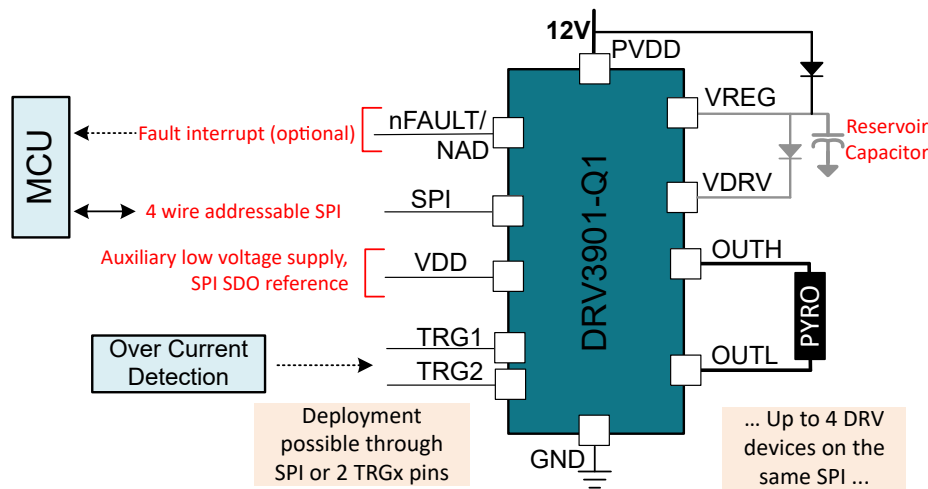 12V
PVDD
MCU
Fault interrupt (optional)
nFAULT/
NAD
VREG
Reservoir
Capacitor
4 wire addressable SPI
SPI
VDRV
DRV3901-Q1
Auxiliary low voltage supply,
SPI SDO reference
VDD
OUTH
PYRO
Over Current
Detection
TRG1
TRG2
OUTL
Deployment
possible through
SPI or 2 TRGx pins
GND
... Up to 4 DRV
devices on the
same SPI ...